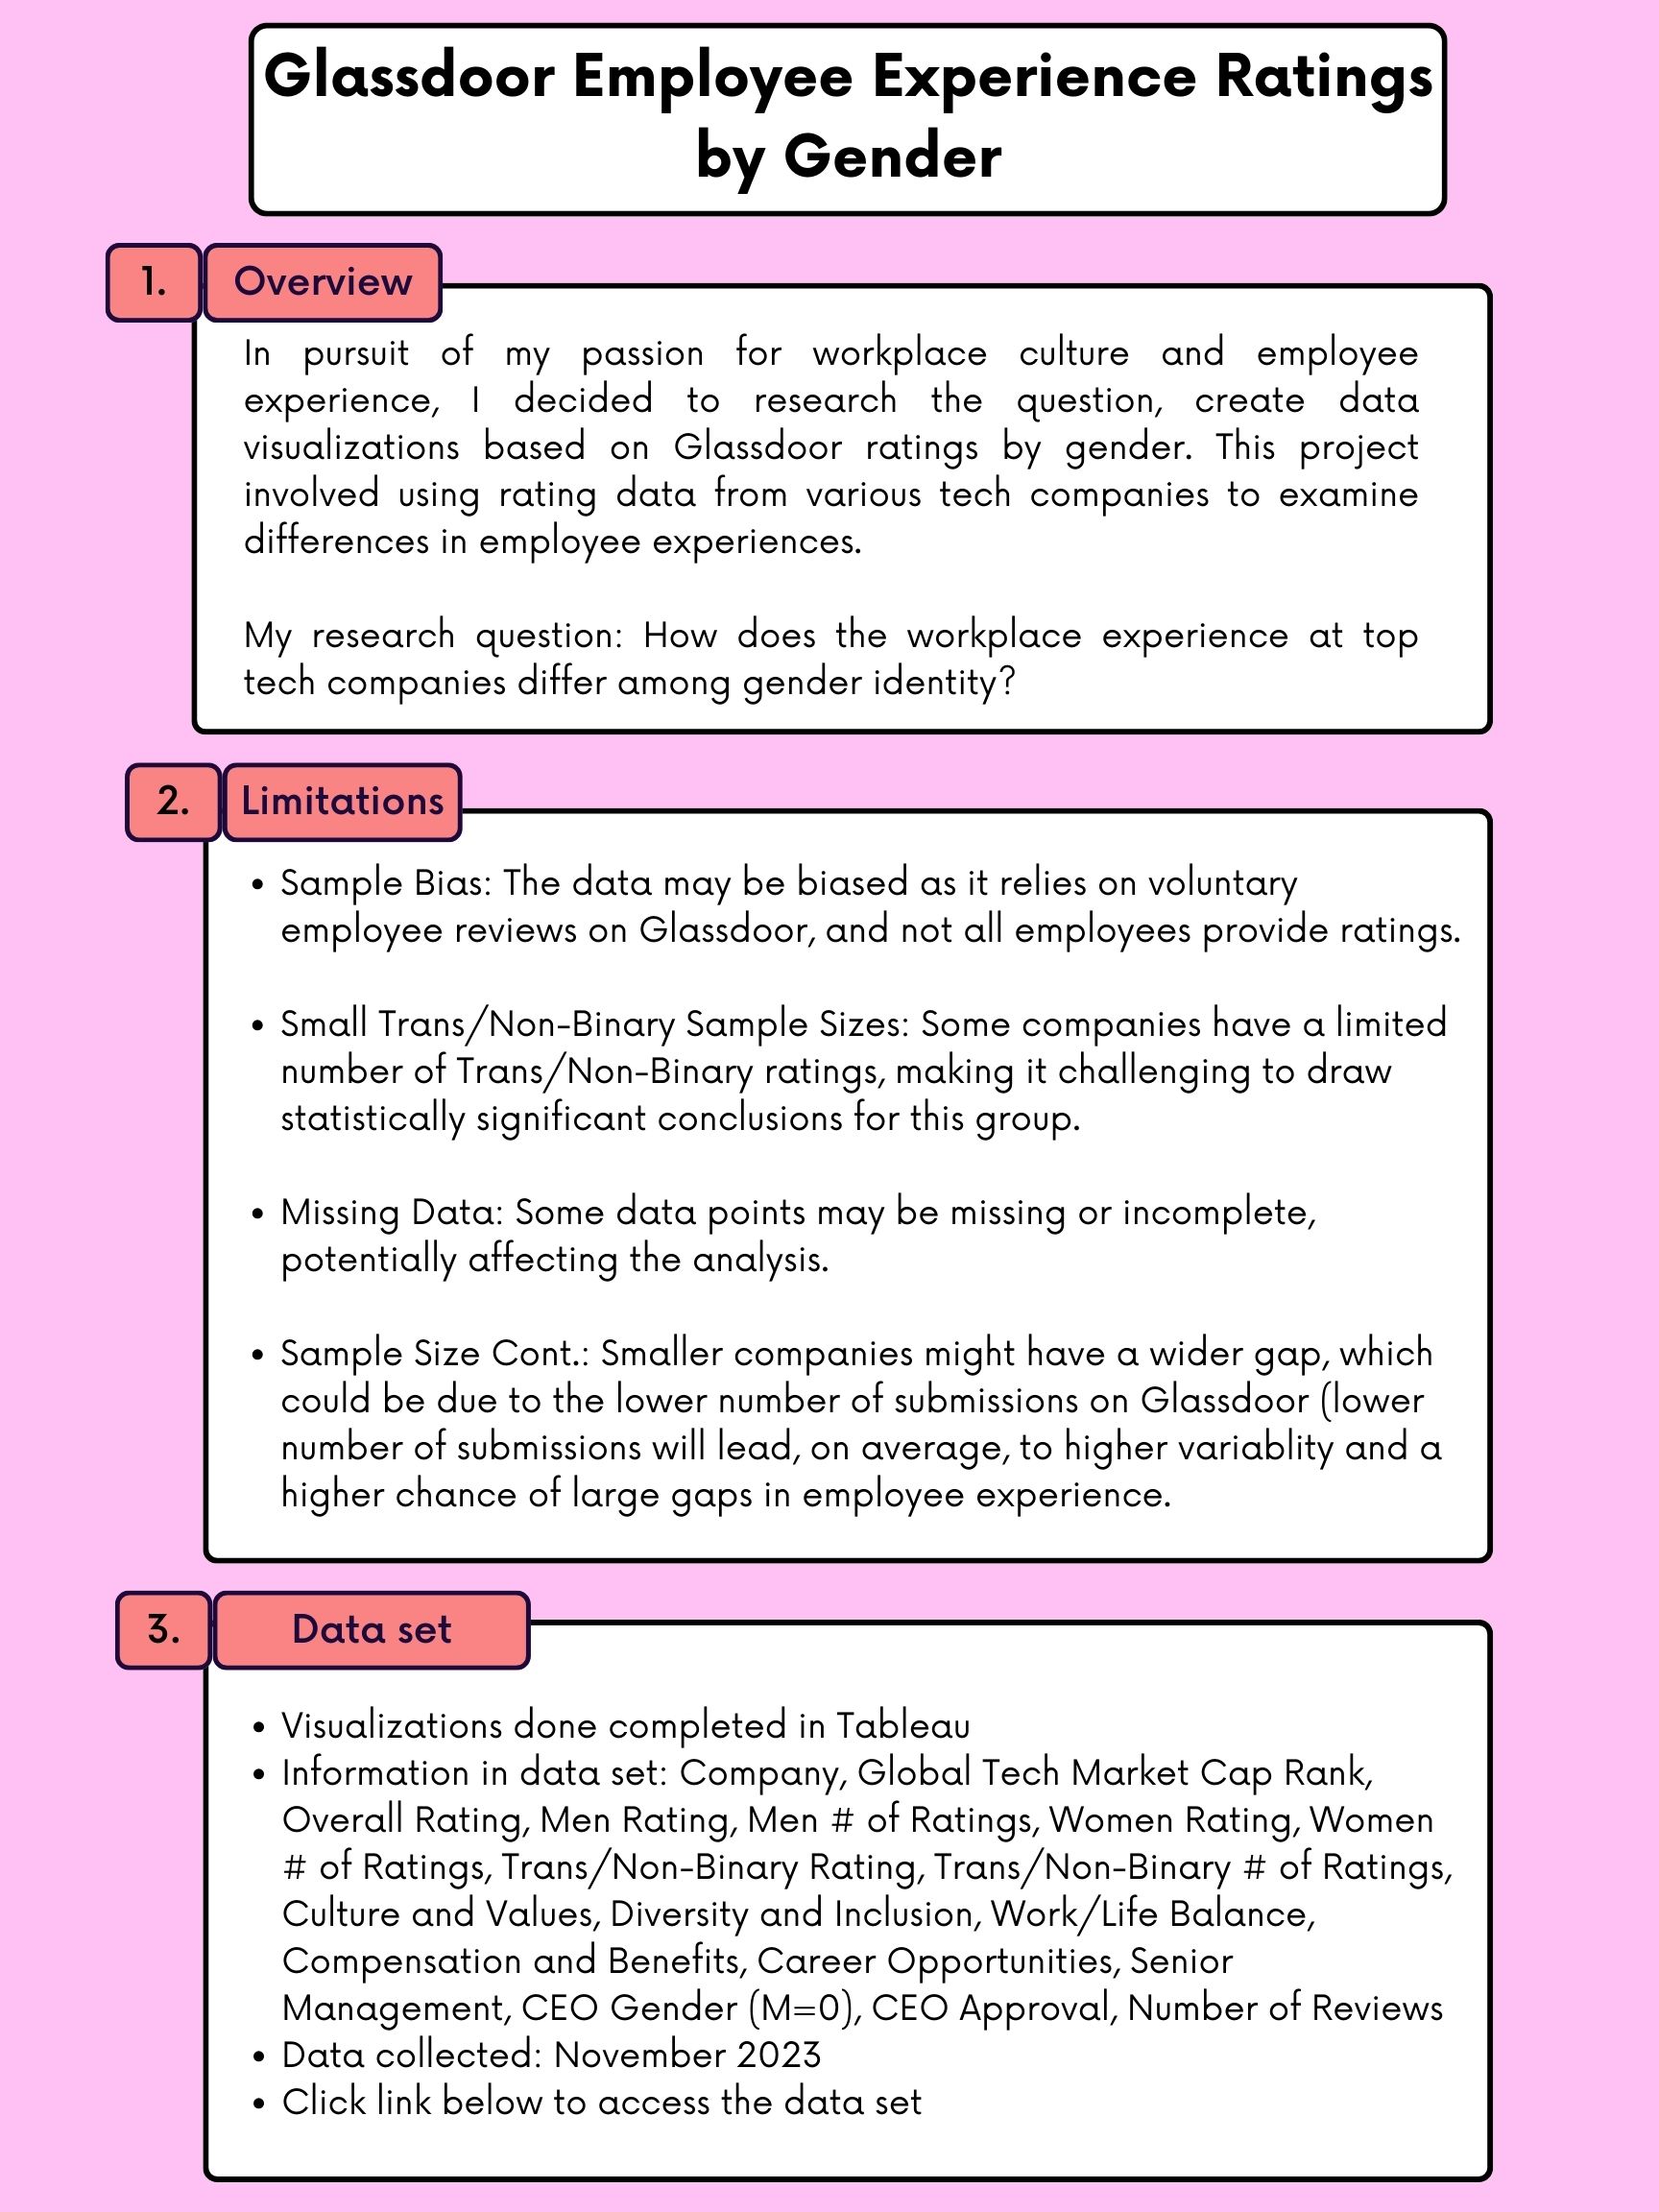 Glassdoor Employee Experience Ratings
by Gender
1. Overview
In pursuit of my passion for workplace culture and employee
experience, I decided to research the question, create data
visualizations based on Glassdoor ratings by gender. This project
involved using rating data from various tech companies to examine
differences in employee experiences.
My research question: How does the workplace experience at top
tech companies differ among gender identity?
2. Limitations
• Sample Bias: The data may be biased as it relies on voluntary
employee reviews on Glassdoor, and not all employees provide ratings.
• Small Trans/Non-Binary Sample Sizes: Some companies have a limited
number of Trans/Non-Binary ratings, making it challenging to draw
statistically significant conclusions for this group.
• Missing Data: Some data points may be missing or incomplete,
potentially affecting the analysis.
• Sample Size Cont.: Smaller companies might have a wider gap, which
could be due to the lower number of submissions on Glassdoor (lower
number of submissions will lead, on average, to higher variablity and a
higher chance of large gaps in employee experience.
3. Data set
• Visualizations done completed in Tableau
• Information in data set: Company, Global Tech Market Cap Rank,
Overall Rating, Men Rating, Men # of Ratings, Women Rating, Women
# of Ratings, Trans/Non-Binary Rating, Trans/Non-Binary # of Ratings,
Culture and Values, Diversity and Inclusion, Work/Life Balance,
Compensation and Benefits, Career Opportunities, Senior
Management, CEO Gender (M=0), CEO Approval, Number of Reviews
• Data collected: November 2023
• Click link below to access the data set